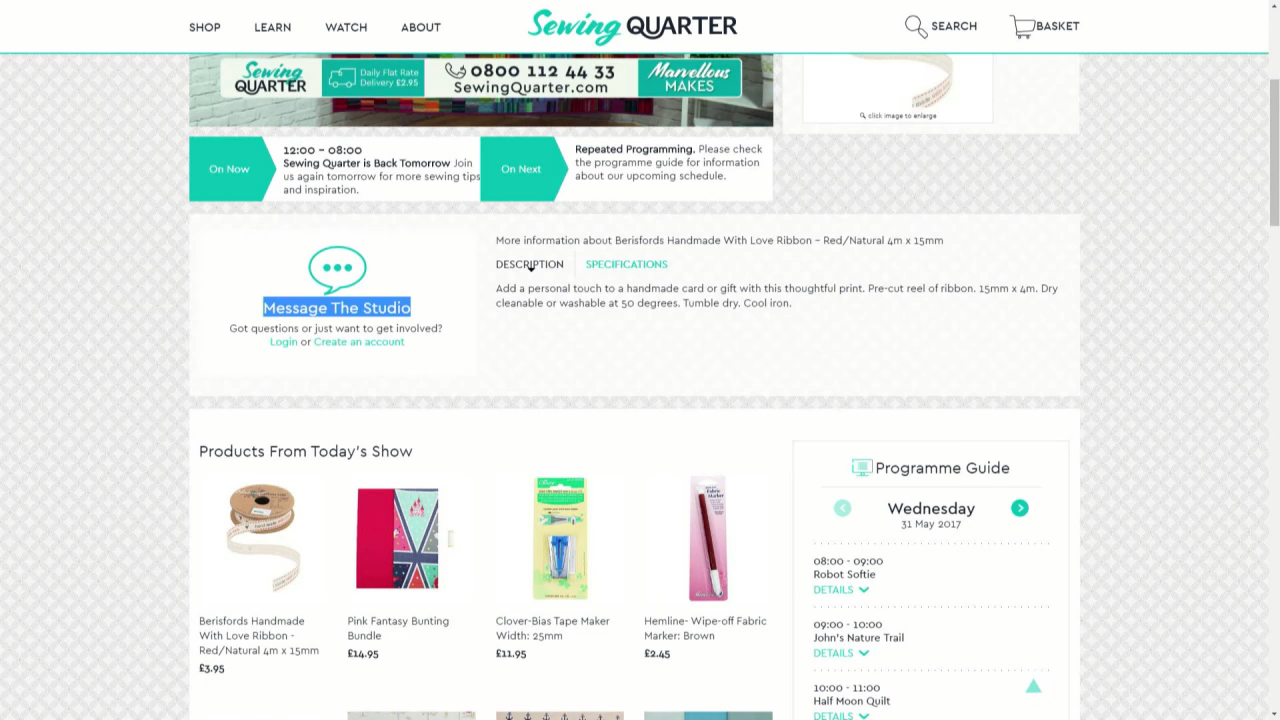 SHOP
LEARN
WATCH
ABOUT
Sewing QUARTER
SEARCH
BASKET
Sewing QUARTER
Daily Flat Rate
Delivery £2.95
0800 112 44 33
SewingQuarter.com
Marvellous
MAKES
click image to enlarge
On Now
12:00 - 08:00
Sewing Quarter is Back Tomorrow Join
us again tomorrow for more sewing tips
and inspiration.
On Next
Repeated Programming. Please check
the programme guide for information
about our upcoming schedule.
Message The Studio
Got questions or just want to get involved?
Login or Create an account
More information about Berisfords Handmade With Love Ribbon - Red/Natural 4m x 15mm
DESCRIPTION
SPECIFICATIONS
Add a personal touch to a handmade card or gift with this thoughtful print. Pre-cut reel of ribbon. 15mm x 4m. Dry
cleanable or washable at 50 degrees. Tumble dry. Cool iron.
Products From Today's Show
Berisfords Handmade
With Love Ribbon -
Red/Natural 4m x 15mm
£3.95
Pink Fantasy Bunting
Bundle
£14.95
Clover-Bias Tape Maker
Width: 25mm
£11.95
Hemline- Wipe-off Fabric
Marker: Brown
£2.45
Programme Guide
Wednesday
31 May 2017
08:00 - 09:00
Robot Softie
DETAILS
09:00 - 10:00
John's Nature Trail
DETAILS
10:00 - 11:00
Half Moon Quilt
DETAILS